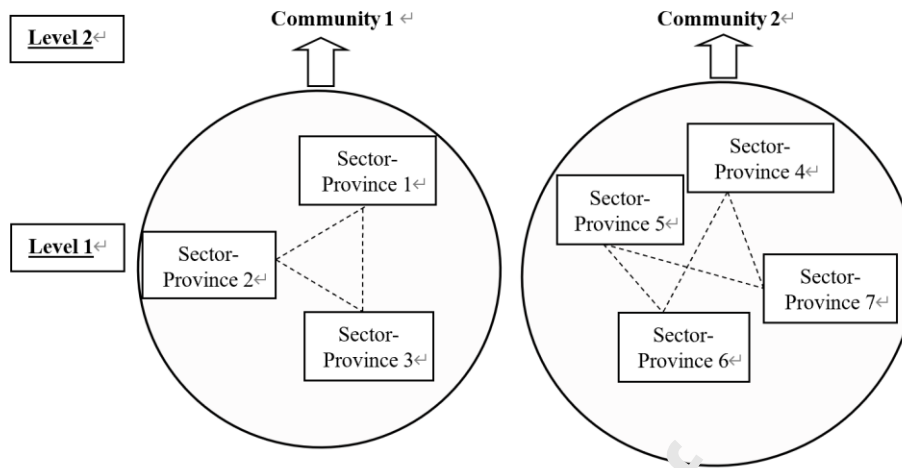 Community 1 ↵
Community 2↵
Level 2↵
Sector-
Province 1↵
Sector-
Province 4↵
Sector-
Province 5↵
Level 1↵
Sector-
Province 2↵
Sector-
Province 7↵
Sector-
Province 3↵
Sector-
Province 6↵